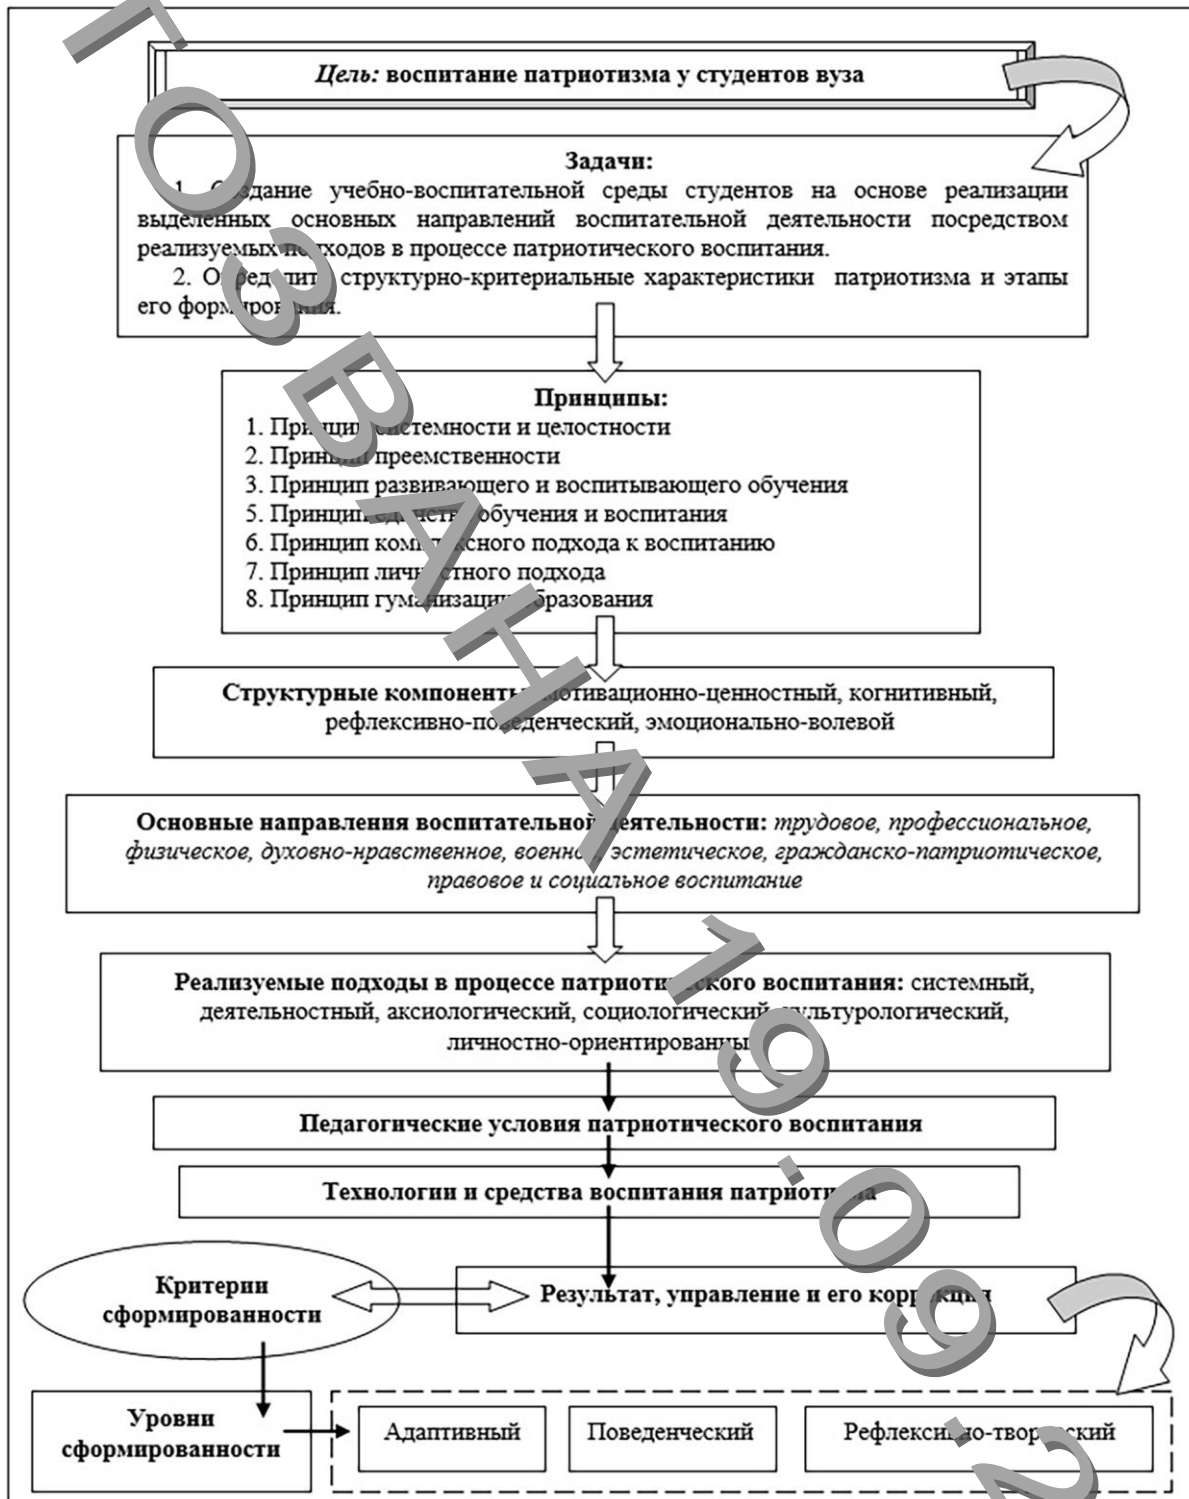 Цель: воспитание патриотизма у студентов вуза
Задачи:
1. Создание учебно-воспитательной среды студентов на основе реализации
выделенных основных направлений воспитательной деятельности посредством
реализуемых подходов в процессе патриотического воспитания.
2. Определить структурно-критериальные характеристики патриотизма и этапы
его формирования.
Принципы:
1. Принцип системности и целостности
2. Принцип преемственности
3. Принцип развивающего и воспитывающего обучения
5. Принцип единства обучения и воспитания
6. Принцип комплексного подхода к воспитанию
7. Принцип личностного подхода
8. Принцип гуманизации образования
Структурные компоненты: мотивационно-ценностный, когнитивный,
рефлексивно-поведенческий, эмоционально-волевой
Основные направления воспитательной деятельности: трудовое, профессиональное,
физическое, духовно-нравственное, военное, эстетическое, гражданско-патриотическое,
правовое и социальное воспитание
Реализуемые подходы в процессе патриотического воспитания: системный,
деятельностный, аксиологический, социологический, культурологический,
личностно-ориентированный
Педагогические условия патриотического воспитания
Технологии и средства воспитания патриотизма
Критерии
сформированности
Результат, управление и его коррекция
Уровни
сформированности
Адаптивный
Поведенческий
Рефлексивно-творческий
ОТОЗВАНА 19.09.2